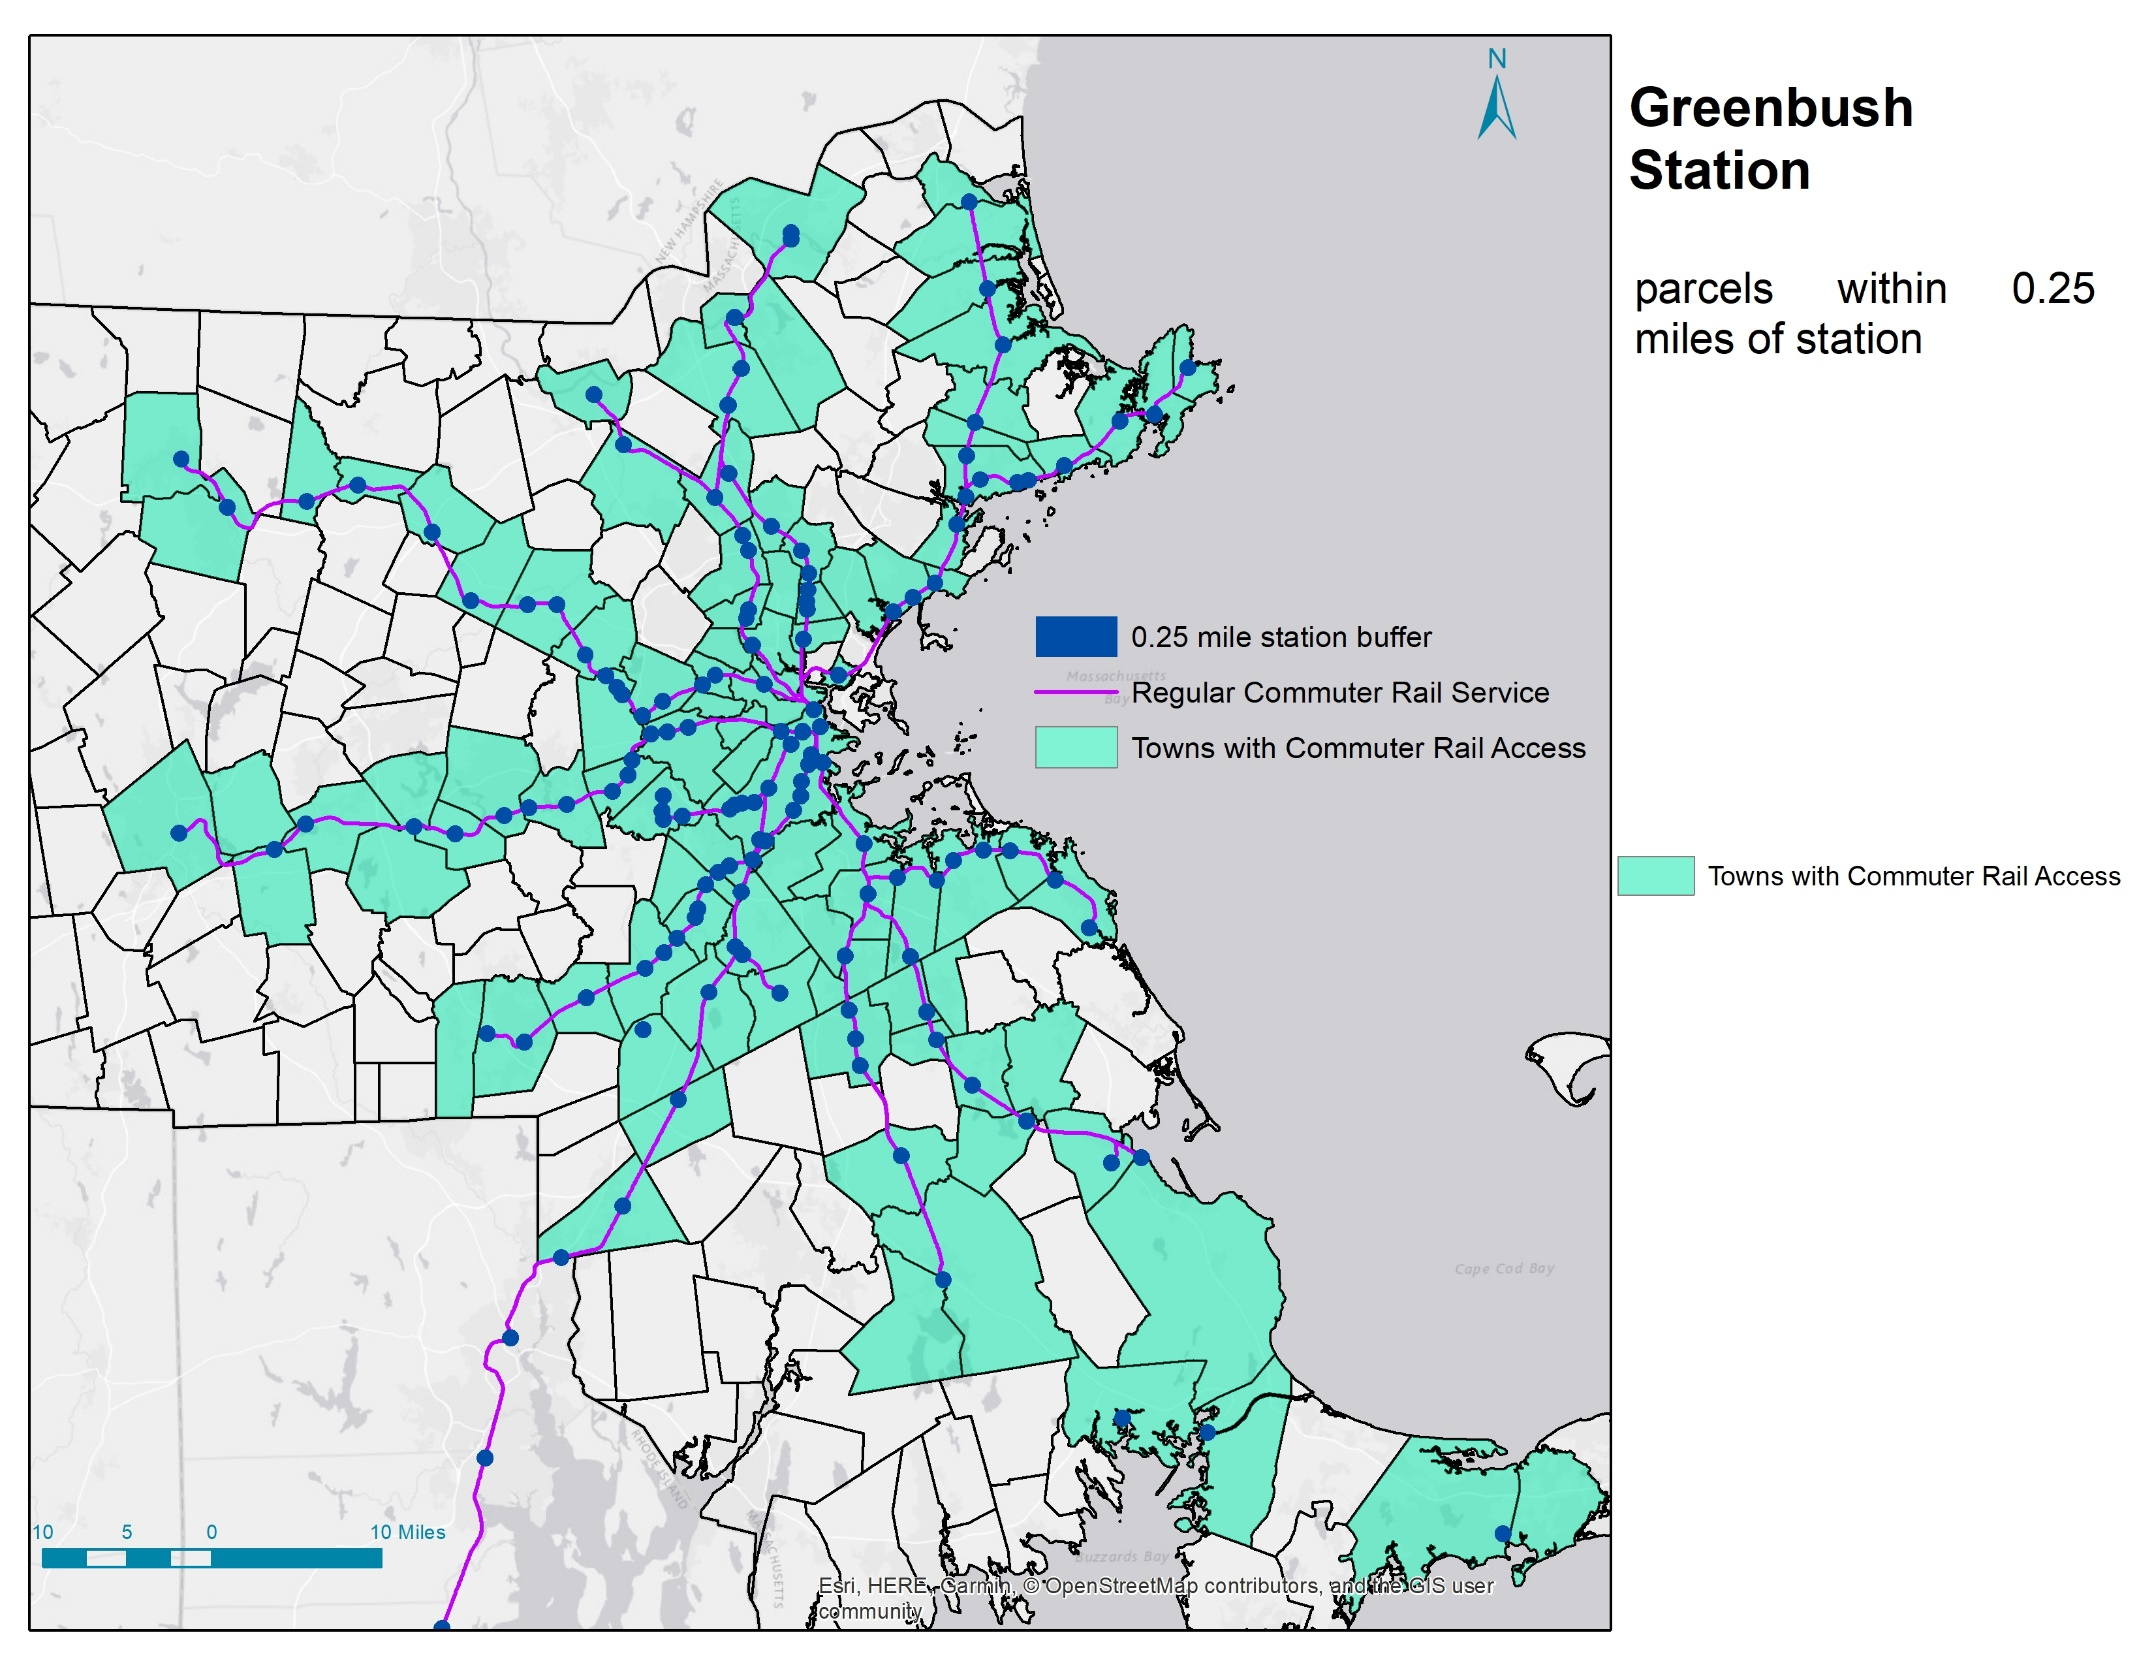 N
Greenbush
Station
parcels within 0.25
miles of station
NEW HAMPSHIRE
MASSACHUSETTS
0.25 mile station buffer
Massachusetts
Bay
Regular Commuter Rail Service
Towns with Commuter Rail Access
Towns with Commuter Rail Access
Cape Cod Bay
RHODE ISLAND
MASSACHUSETTS
10 5 0 10 Miles
Buzzards Bay
Esri, HERE, Garmin, © OpenStreetMap contributors, and the GIS user
community